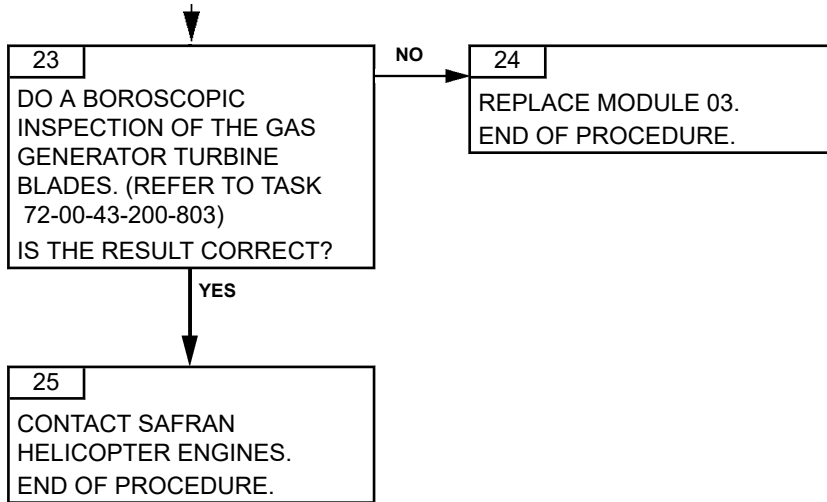 23
DO A BOROSCOPIC
INSPECTION OF THE GAS
GENERATOR TURBINE
BLADES. (REFER TO TASK
72-00-43-200-803)
IS THE RESULT CORRECT?
NO
24
REPLACE MODULE 03.
END OF PROCEDURE.
YES
25
CONTACT SAFRAN
HELICOPTER ENGINES.
END OF PROCEDURE.